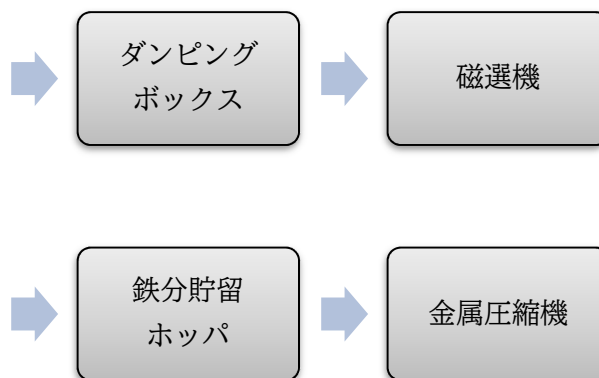 ダンピング
ボックス
磁選機
鉄分貯留
ホッパ
金属圧縮機